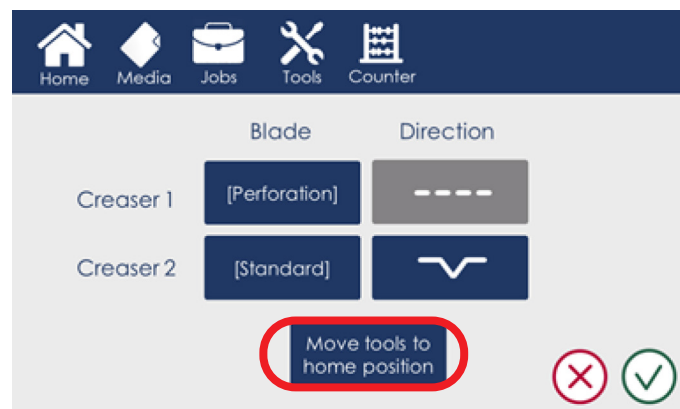 Home Media Jobs Tools Counter
Blade Direction
Creaser 1 [Perforation]
Creaser 2 [Standard]
Move tools to
home position